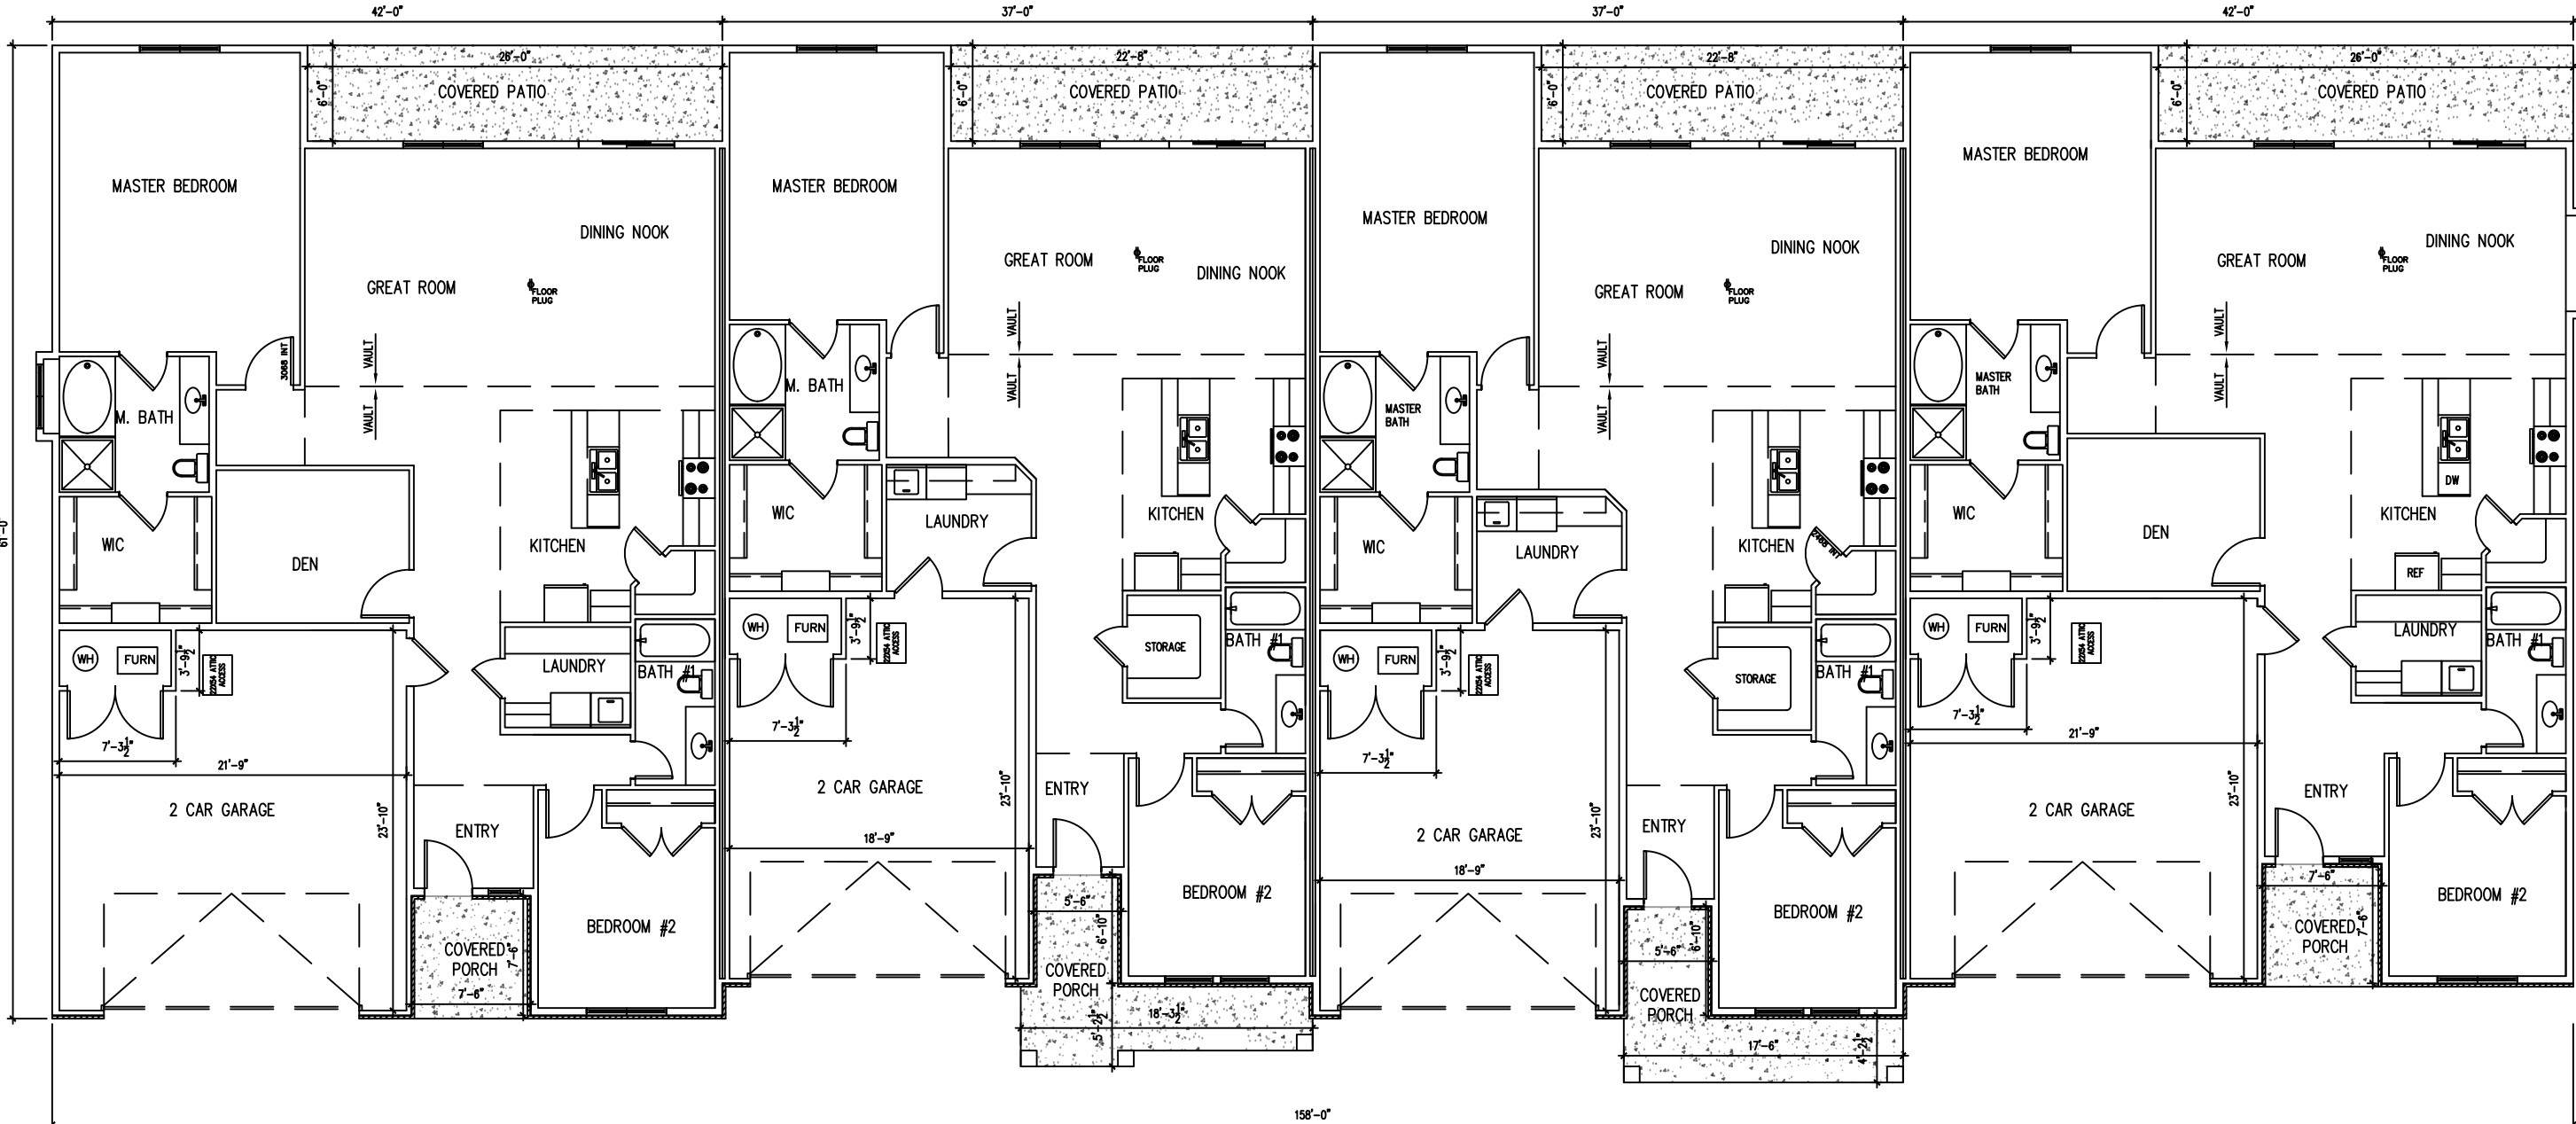 42'-0"
37'-0"
37'-0"
42'-0"
26'-0"
22'-8"
22'-8"
26'-0"
6'-0"
COVERED PATIO
6'-0"
COVERED PATIO
6'-0"
COVERED PATIO
6'-0"
COVERED PATIO
61'-0"
MASTER BEDROOM
DINING NOOK
GREAT ROOM
FLOOR
PLUG
3068 INT
VAULT
VAULT
M. BATH
WIC
DEN
KITCHEN
WH
FURN
3'-9½"
22X54 ATTIC
ACCESS
7'-3½"
21'-9"
LAUNDRY
BATH #1
2 CAR GARAGE
23'-10"
ENTRY
BEDROOM #2
COVERED
PORCH
7'-6"
7'-6"
MASTER BEDROOM
GREAT ROOM
FLOOR
PLUG
DINING NOOK
VAULT
VAULT
M. BATH
WIC
LAUNDRY
KITCHEN
WH
FURN
3'-9½"
22X54 ATTIC
ACCESS
STORAGE
BATH #1
7'-3½"
2 CAR GARAGE
23'-10"
ENTRY
18'-9"
BEDROOM #2
5'-6"
6'-10"
COVERED
PORCH
5'-2½"
18'-3½"
MASTER BEDROOM
DINING NOOK
GREAT ROOM
FLOOR
PLUG
VAULT
VAULT
MASTER
BATH
WIC
LAUNDRY
KITCHEN
2468 INT
WH
FURN
3'-9½"
22X54 ATTIC
ACCESS
STORAGE
BATH #1
7'-3½"
2 CAR GARAGE
23'-10"
ENTRY
18'-9"
BEDROOM #2
6'-10"
5'-6"
COVERED
PORCH
17'-6"
4'-2½"
MASTER BEDROOM
DINING NOOK
GREAT ROOM
FLOOR
PLUG
VAULT
VAULT
MASTER
BATH
DW
WIC
KITCHEN
DEN
REF
WH
FURN
3'-9½"
22X54 ATTIC
ACCESS
LAUNDRY
BATH #1
7'-3½"
21'-9"
2 CAR GARAGE
23'-10"
ENTRY
7'-6"
BEDROOM #2
COVERED
PORCH
7'-6"
158'-0"